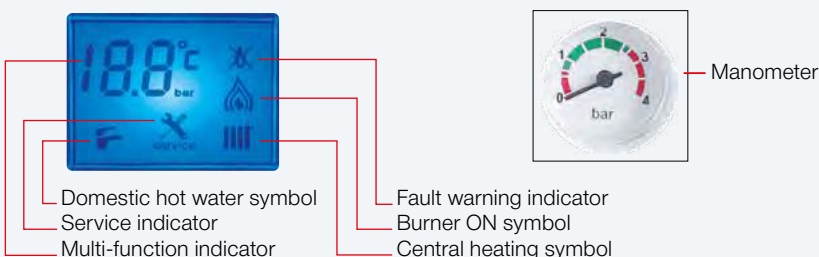 18.8°c
bar
service
0 1 2 3 4
bar
Manometer
Domestic hot water symbol
Service indicator
Multi-function indicator
Fault warning indicator
Burner ON symbol
Central heating symbol